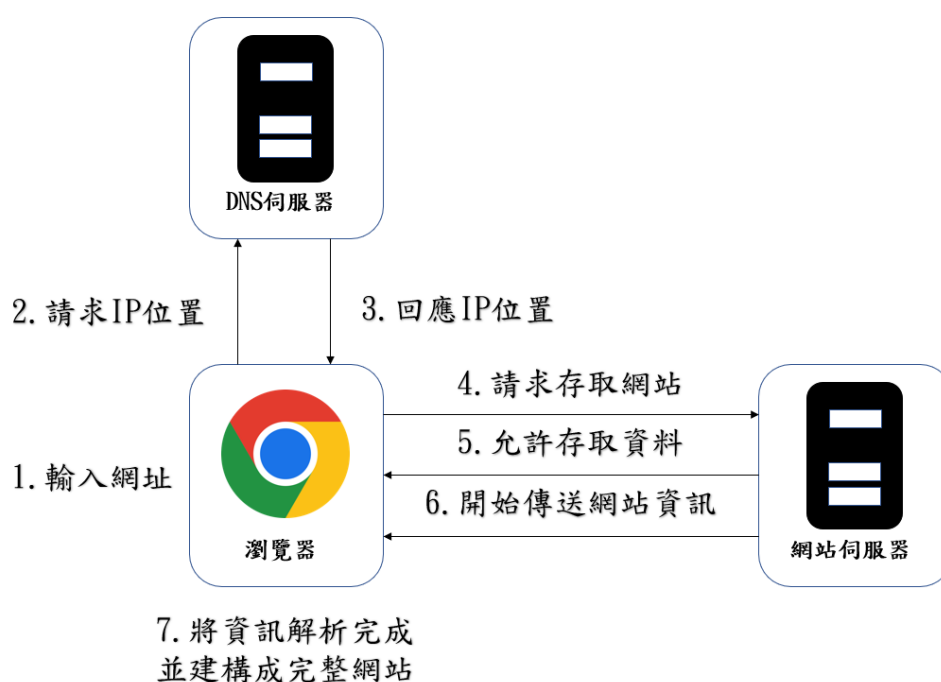 DNS伺服器
2.請求IP位置
3.回應IP位置
4.請求存取網站
5.允許存取資料
1.輸入網址
6.開始傳送網站資訊
瀏覽器
網站伺服器
7.將資訊解析完成
並建構成完整網站